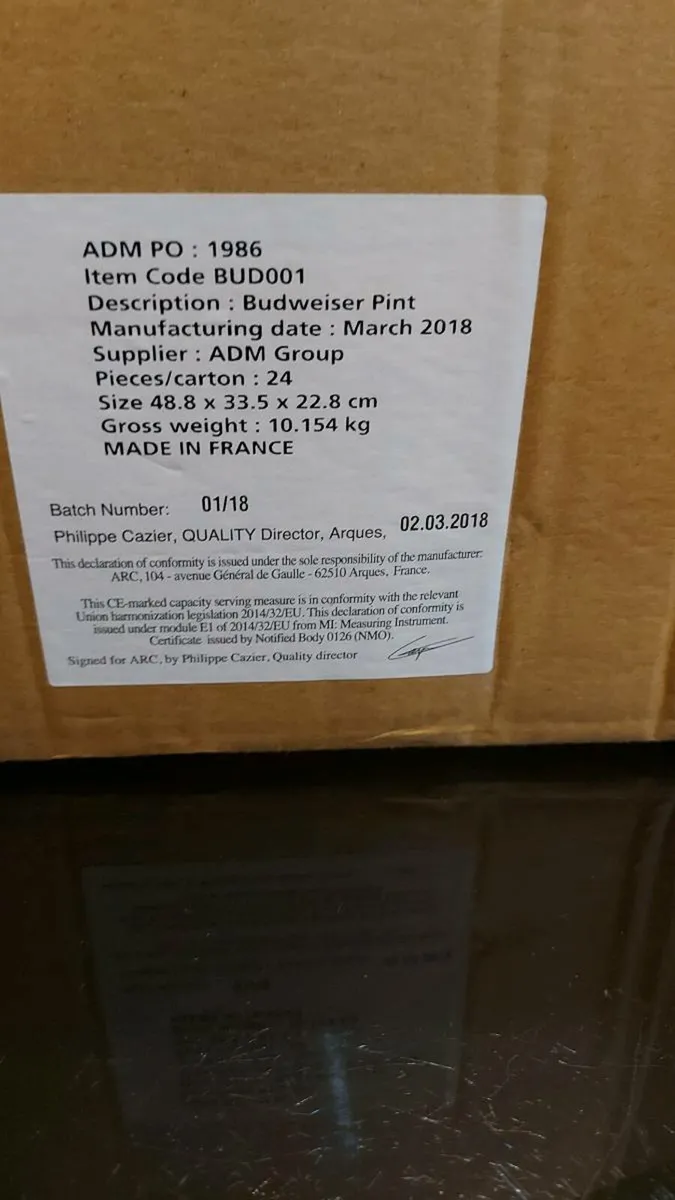 ADM PO : 1986
Item Code BUD001
Description : Budweiser Pint
Manufacturing date : March 2018
Supplier : ADM Group
Pieces/carton : 24
Size 48.8 x 33.5 x 22.8 cm
Gross weight : 10.154 kg
MADE IN FRANCE
Batch Number: 01/18
Philippe Cazier, QUALITY Director, Arques, 02.03.2018
This declaration of conformity is issued under the sole responsibility of the manufacturer:
ARC, 104 - avenue Général de Gaulle - 62510 Arques, France.
This CE-marked capacity serving measure is in conformity with the relevant
Union harmonization legislation 2014/32/EU. This declaration of conformity is
issued under module E1 of 2014/32/EU from MI: Measuring Instrument.
Certificate issued by Notified Body 0126 (NMO).
Signed for ARC, by Philippe Cazier, Quality director